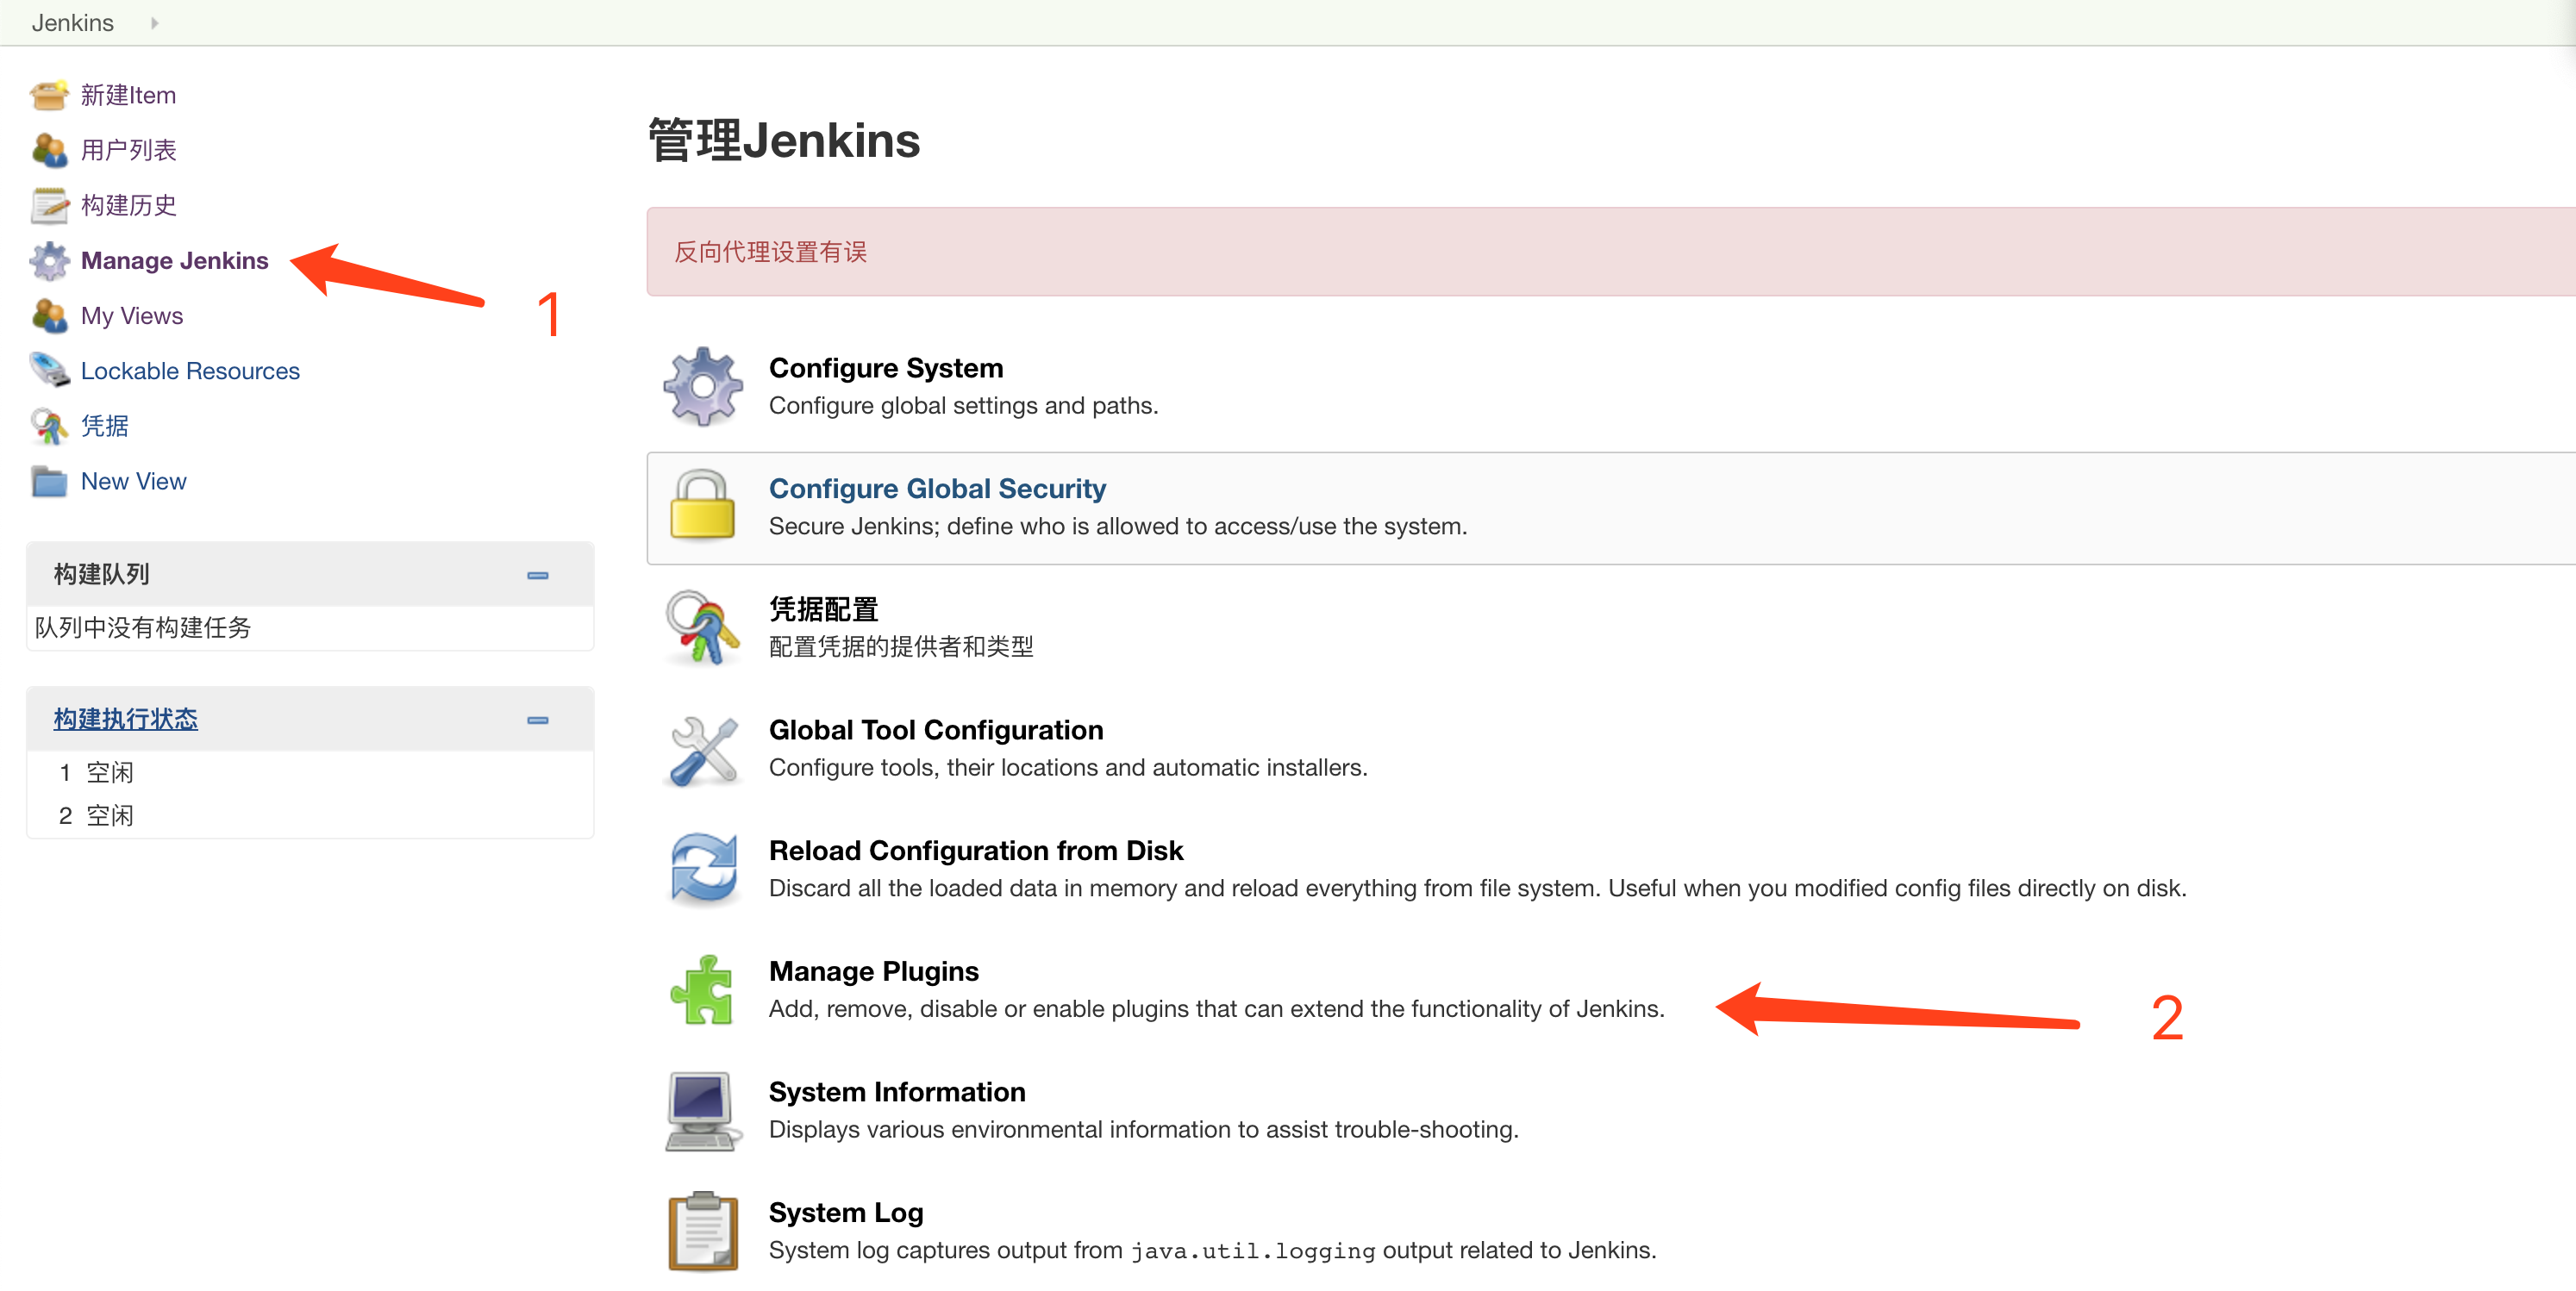 Jenkins
新建Item
用户列表
构建历史
Manage Jenkins
1
My Views
Lockable Resources
凭据
New View
构建队列
队列中没有构建任务
构建执行状态
1 空闲
2 空闲
管理Jenkins
反向代理设置有误
Configure System
Configure global settings and paths.
Configure Global Security
Secure Jenkins; define who is allowed to access/use the system.
凭据配置
配置凭据的提供者和类型
Global Tool Configuration
Configure tools, their locations and automatic installers.
Reload Configuration from Disk
Discard all the loaded data in memory and reload everything from file system. Useful when you modified config files directly on disk.
Manage Plugins
Add, remove, disable or enable plugins that can extend the functionality of Jenkins.
2
System Information
Displays various environmental information to assist trouble-shooting.
System Log
System log captures output from java.util.logging output related to Jenkins.